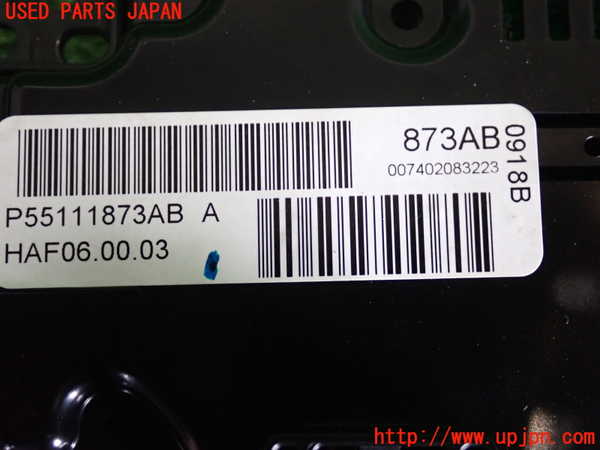 USED PARTS JAPAN
873AB
007402083223
0918B
P55111873AB A
HAF06.00.03
http://www.upjpn.com/